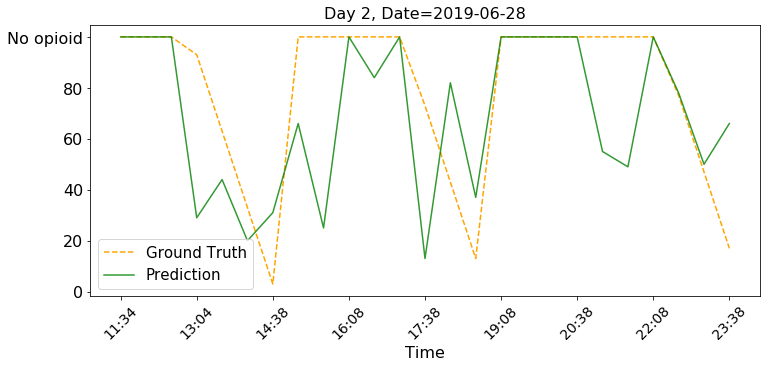 Day 2, Date=2019-06-28
No opioid
80
60
40
20
0
Ground Truth
Prediction
11:34
13:04
14:38
16:08
17:38
19:08
20:38
22:08
23:38
Time